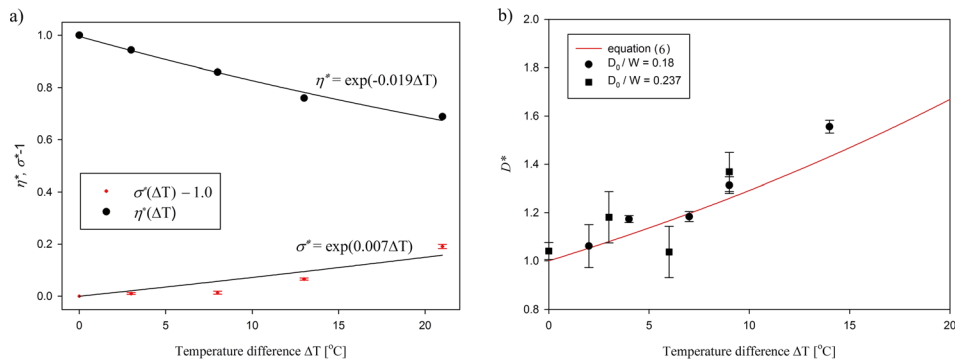 a)
1.0
0.8
0.6
0.4
0.2
0.0
η*, σ*-1
η* = exp(-0.019ΔT)
σ*(ΔT) – 1.0
η*(ΔT)
σ* = exp(0.007ΔT)
0 5 10 15 20
Temperature difference ΔT [°C]
b)
2.0
1.8
1.6
1.4
1.2
1.0
0.8
D*
equation (6)
D₀ / W = 0.18
D₀ / W = 0.237
0 5 10 15 20
Temperature difference ΔT [°C]